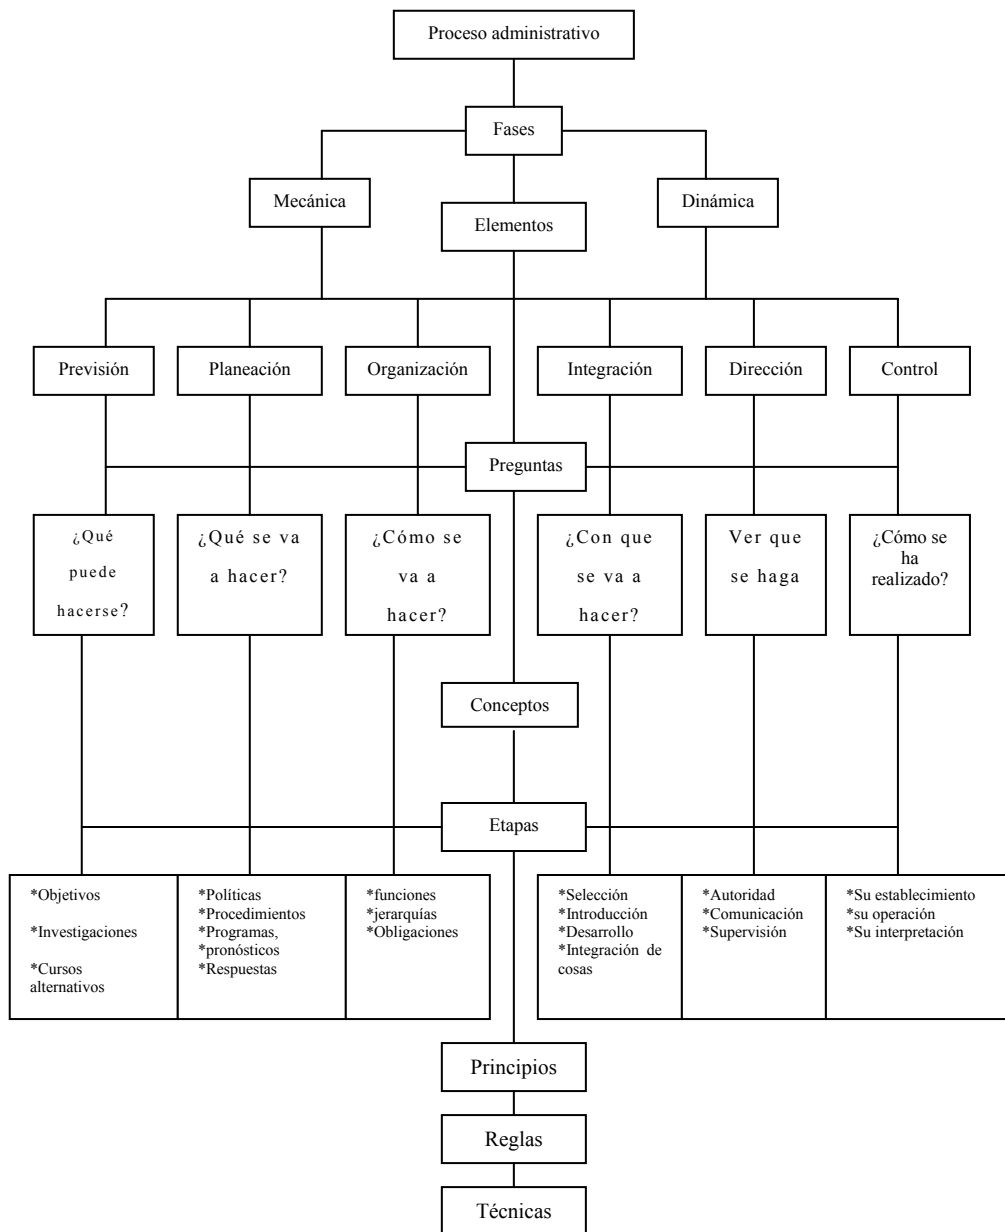 Proceso administrativo
Fases
Mecánica
Dinámica
Elementos
Previsión
Planeación
Organización
Integración
Dirección
Control
Preguntas
¿Qué
puede
hacerse?
¿Qué se va
a hacer?
¿Cómo se
va a
hacer?
¿Con que
se va a
hacer?
Ver que
se haga
¿Cómo se
ha
realizado?
Conceptos
Etapas
*Objetivos
*Investigaciones
*Cursos
alternativos
*Políticas
*Procedimientos
*Programas,
*pronósticos
*Respuestas
*funciones
*jerarquías
*Obligaciones
*Selección
*Introducción
*Desarrollo
*Integración de
cosas
*Autoridad
*Comunicación
*Supervisión
*Su establecimiento
*su operación
*Su interpretación
Principios
Reglas
Técnicas